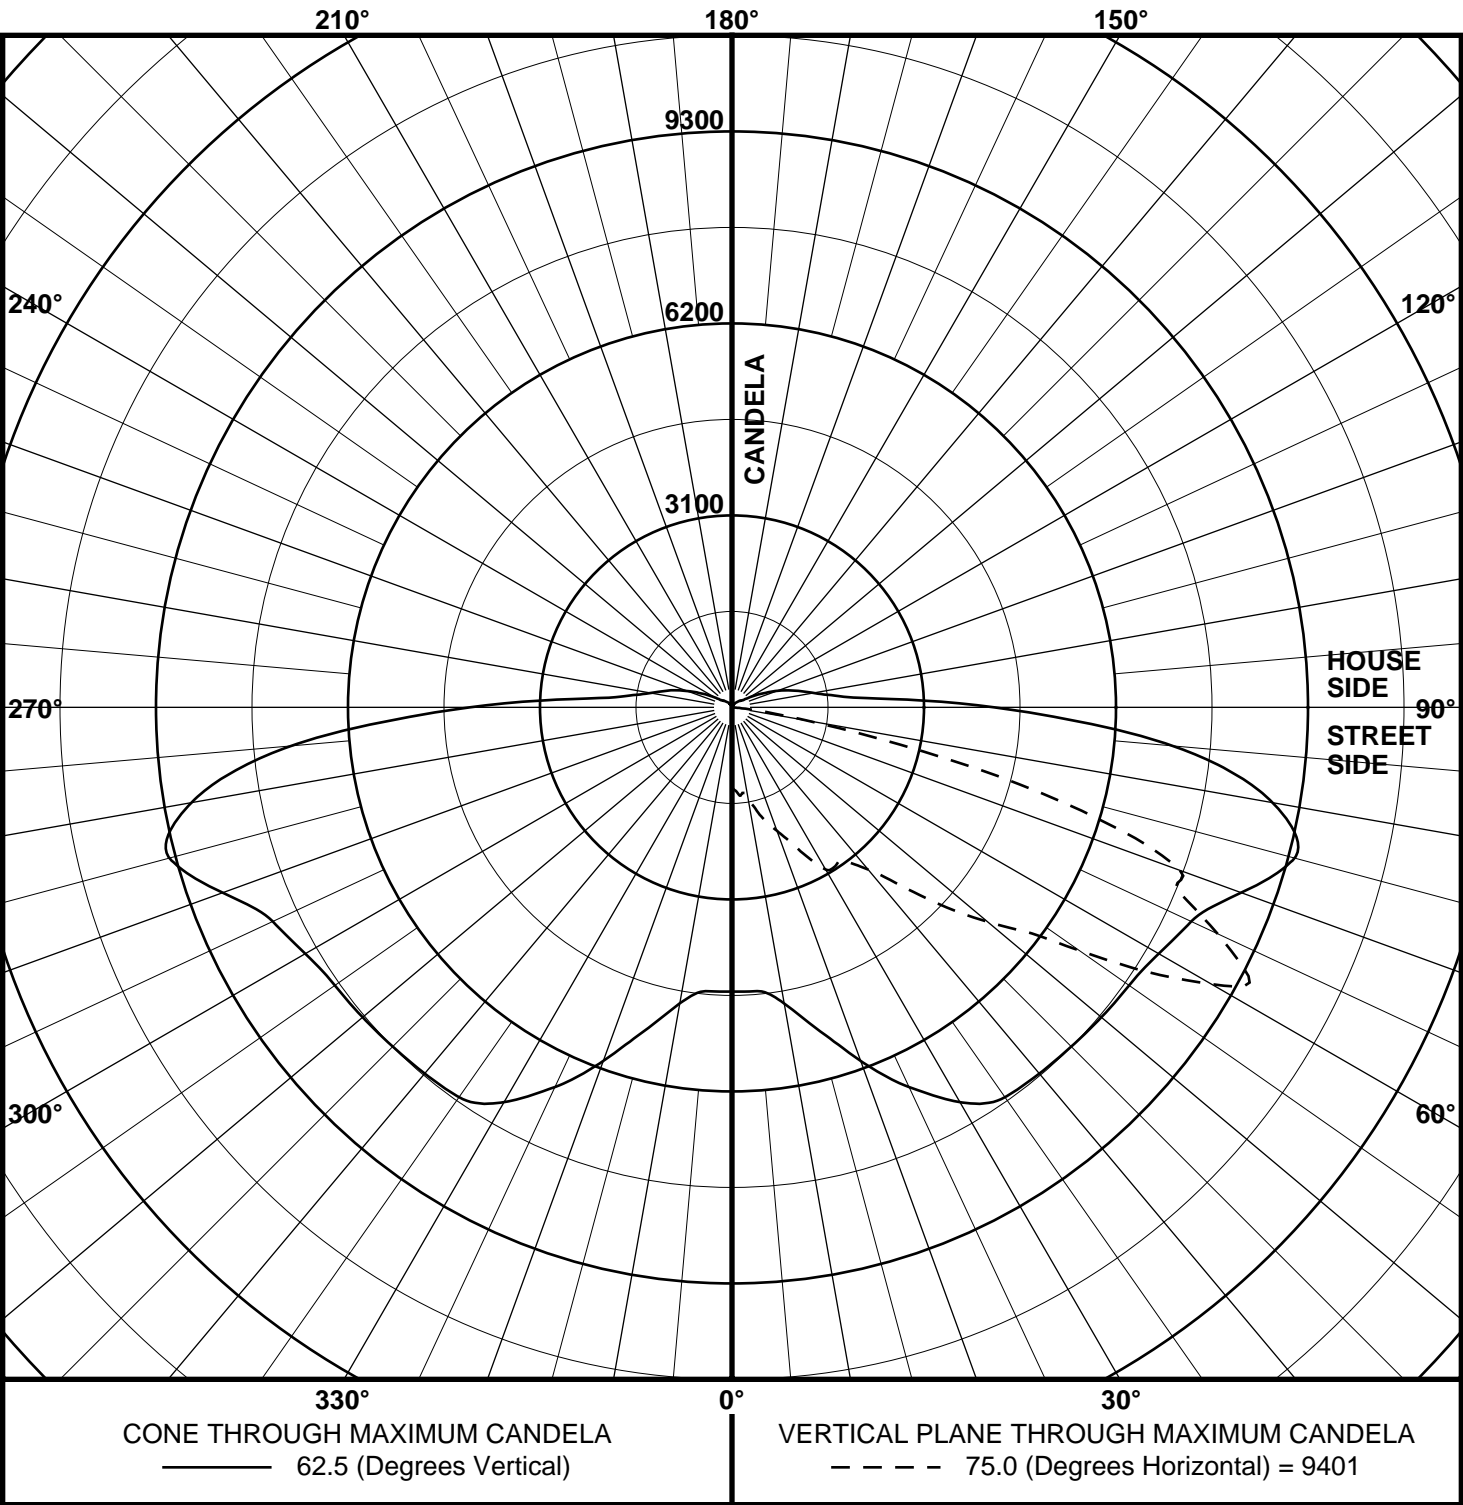 210°
180°
150°
9300
240°
120°
6200
CANDELA
3100
HOUSE
SIDE
270°
90°
STREET
SIDE
300°
60°
330°
0°
30°
CONE THROUGH MAXIMUM CANDELA
62.5 (Degrees Vertical)
VERTICAL PLANE THROUGH MAXIMUM CANDELA
75.0 (Degrees Horizontal) = 9401